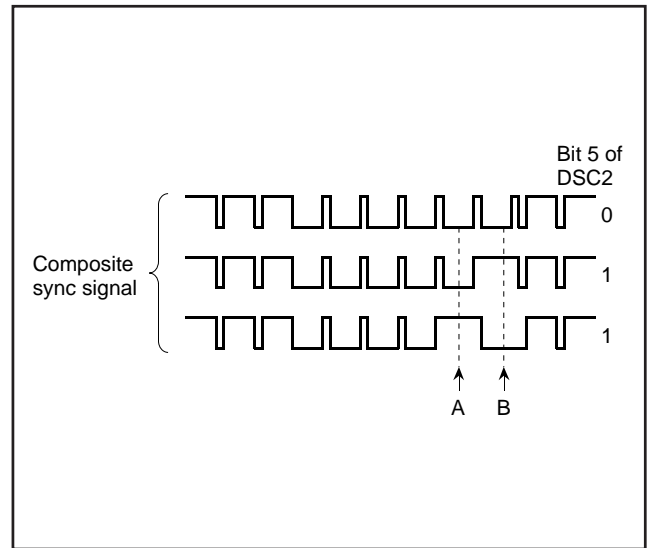 Bit 5 of
DSC2
0
Composite
sync signal
1
1
A B